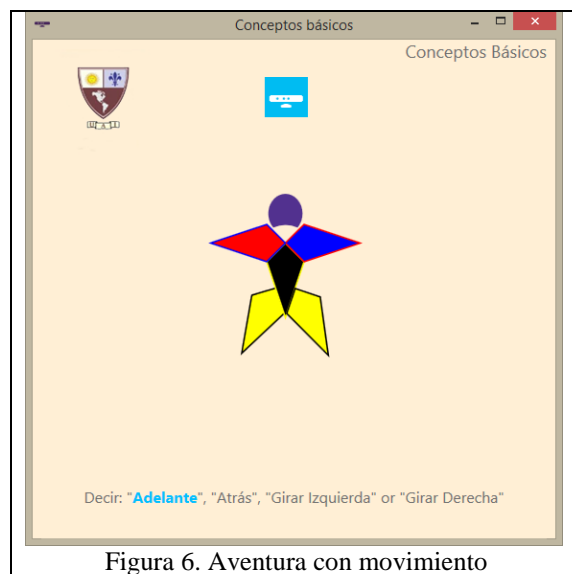 Conceptos básicos
Conceptos Básicos
U A I
Decir: "Adelante", "Atrás", "Girar Izquierda" or "Girar Derecha"
Figura 6. Aventura con movimiento